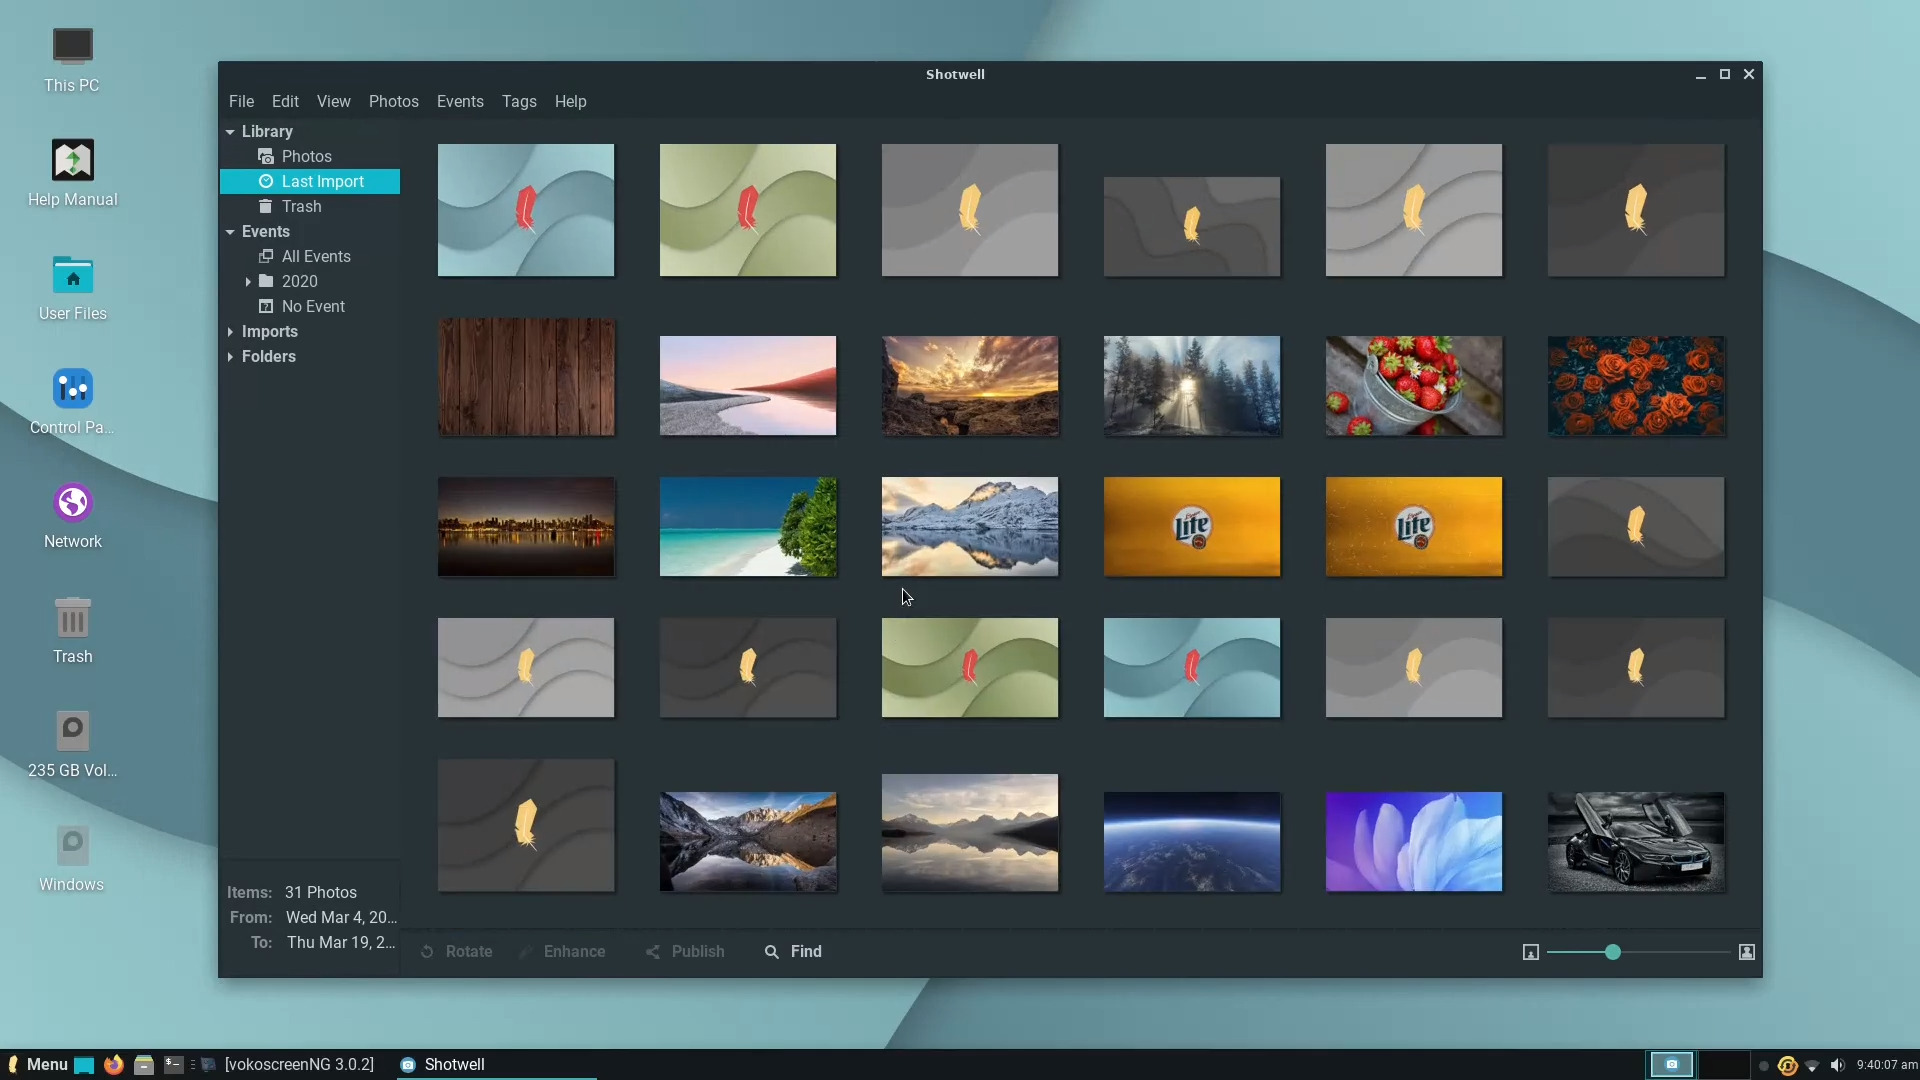 Shotwell
File Edit View Photos Events Tags Help
Library
Photos
Last Import
Trash
Events
All Events
2020
No Event
Imports
Folders
Items: 31 Photos
From: Wed Mar 4, 20...
To: Thu Mar 19, 2...
Rotate Enhance Publish Find
This PC
Help Manual
User Files
Control Pa...
Network
Trash
235 GB Vol...
Windows
Lite
Lite
Menu [vokoscreenNG 3.0.2] Shotwell 9:40:07 am